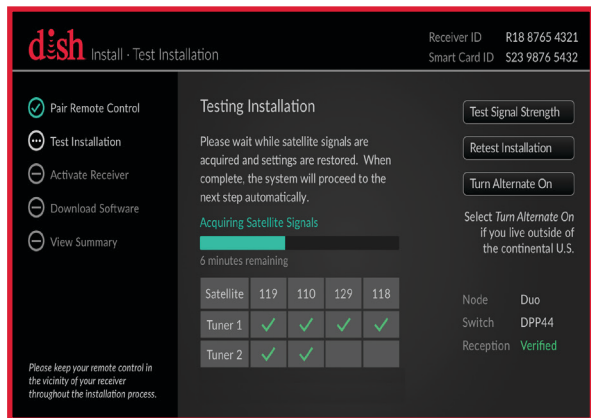 dish Install · Test Installation
Receiver ID R18 8765 4321
Smart Card ID S23 9876 5432
Pair Remote Control
Test Installation
Activate Receiver
Download Software
View Summary
Please keep your remote control in
the vicinity of your receiver
throughout the installation process.
Testing Installation
Please wait while satellite signals are
acquired and settings are restored. When
complete, the system will proceed to the
next step automatically.
Acquiring Satellite Signals
6 minutes remaining
Satellite 119 110 129 118
Tuner 1 ✓ ✓ ✓ ✓
Tuner 2 ✓ ✓
Test Signal Strength
Retest Installation
Turn Alternate On
Select Turn Alternate On
if you live outside of
the continental U.S.
Node Duo
Switch DPP44
Reception Verified